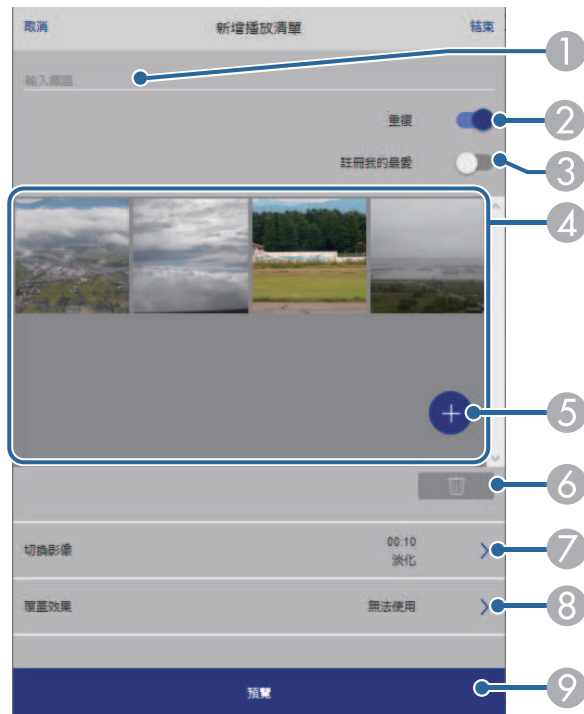 取消 新增播放清單 結束
輸入標題
1
重複
2
註冊我的最愛
3
4
5
6
切換影像 00:10
淡化
7
覆蓋效果 無法使用
8
預覽
9